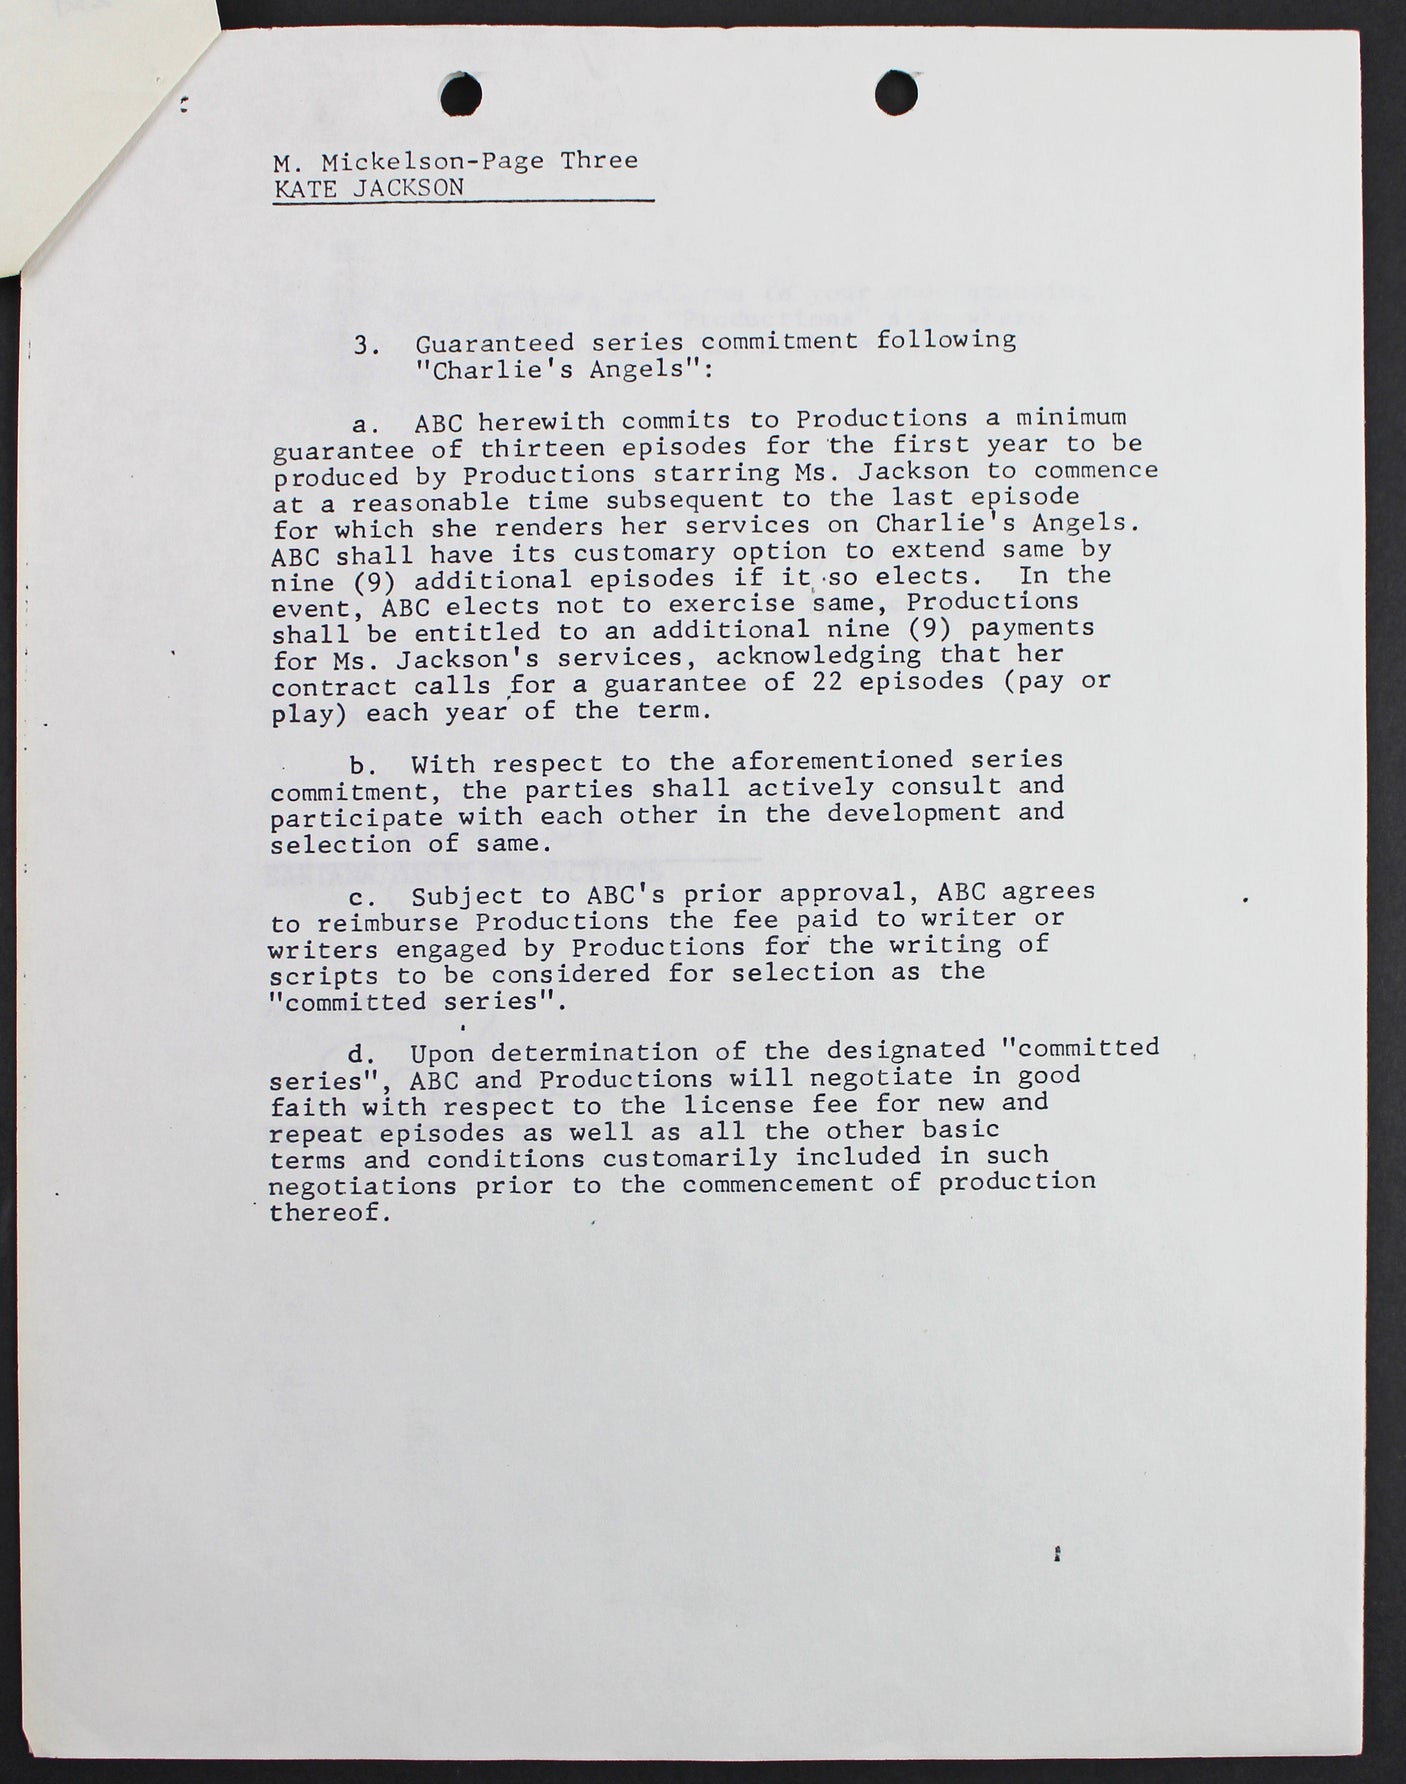 M. Mickelson-Page Three
KATE JACKSON
3. Guaranteed series commitment following
"Charlie's Angels":
a. ABC herewith commits to Productions a minimum
guarantee of thirteen episodes for the first year to be
produced by Productions starring Ms. Jackson to commence
at a reasonable time subsequent to the last episode
for which she renders her services on Charlie's Angels.
ABC shall have its customary option to extend same by
nine (9) additional episodes if it so elects. In the
event, ABC elects not to exercise same, Productions
shall be entitled to an additional nine (9) payments
for Ms. Jackson's services, acknowledging that her
contract calls for a guarantee of 22 episodes (pay or
play) each year of the term.
b. With respect to the aforementioned series
commitment, the parties shall actively consult and
participate with each other in the development and
selection of same.
c. Subject to ABC's prior approval, ABC agrees
to reimburse Productions the fee paid to writer or
writers engaged by Productions for the writing of
scripts to be considered for selection as the
"committed series".
d. Upon determination of the designated "committed
series", ABC and Productions will negotiate in good
faith with respect to the license fee for new and
repeat episodes as well as all the other basic
terms and conditions customarily included in such
negotiations prior to the commencement of production
thereof.